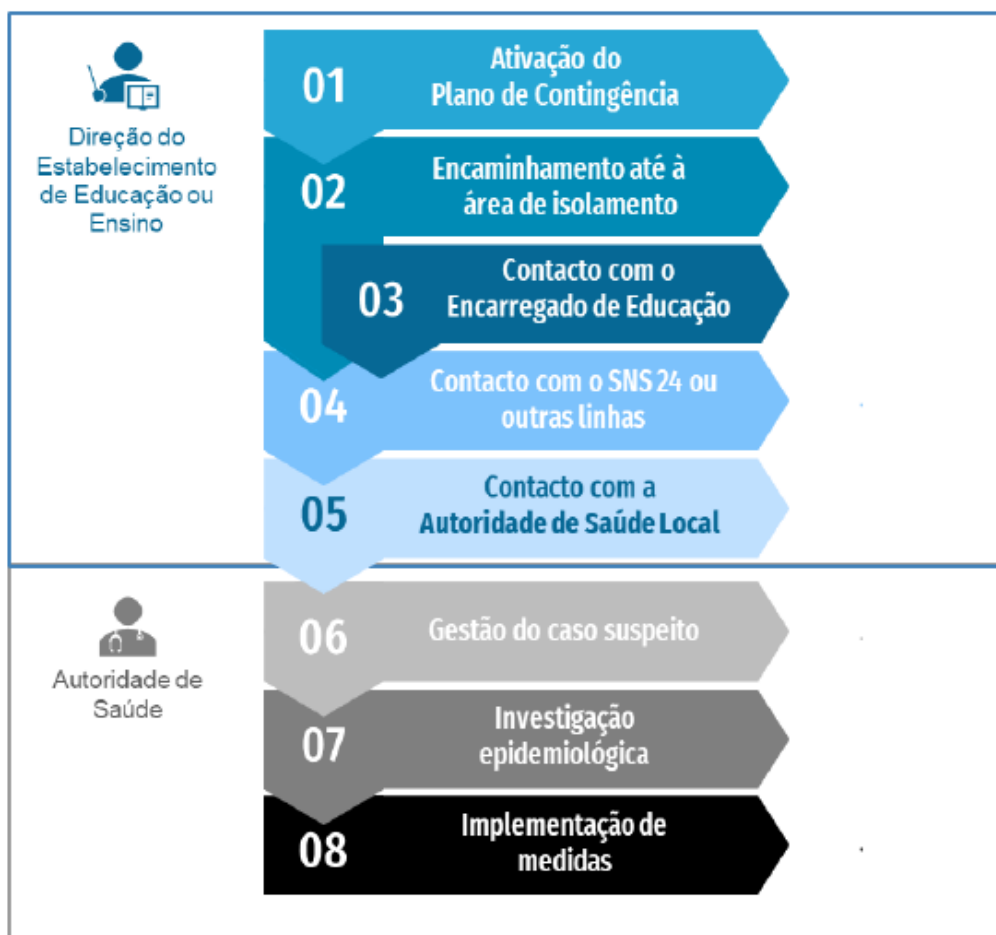 Direção do
Estabelecimento
de Educação ou
Ensino
01
Ativação do
Plano de Contingência
02
Encaminhamento até à
área de isolamento
03
Contacto com o
Encarregado de Educação
04
Contacto com o SNS 24 ou
outras linhas
05
Contacto com a
Autoridade de Saúde Local
Autoridade de
Saúde
06
Gestão do caso suspeito
07
Investigação
epidemiológica
08
Implementação de
medidas